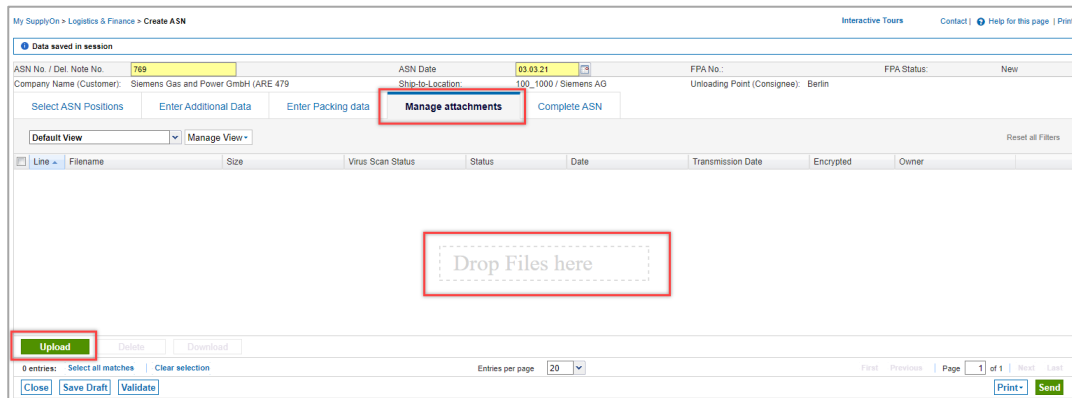 My SupplyOn > Logistics & Finance > Create ASN Interactive Tours Contact | Help for this page | Print
Data saved in session
ASN No. / Del. Note No. 769 ASN Date 03.03.21 FPA No.: FPA Status: New
Company Name (Customer): Siemens Gas and Power GmbH (ARE 479 Ship-to-Location: 100_1000 / Siemens AG Unloading Point (Consignee): Berlin
Select ASN Positions Enter Additional Data Enter Packing data Manage attachments Complete ASN
Default View Manage View Reset all Filters
Line Filename Size Virus Scan Status Status Date Transmission Date Encrypted Owner
Drop Files here
Upload Delete Download
0 entries: Select all matches | Clear selection Entries per page 20 First Previous | Page 1 of 1 | Next Last
Close Save Draft Validate Print Send